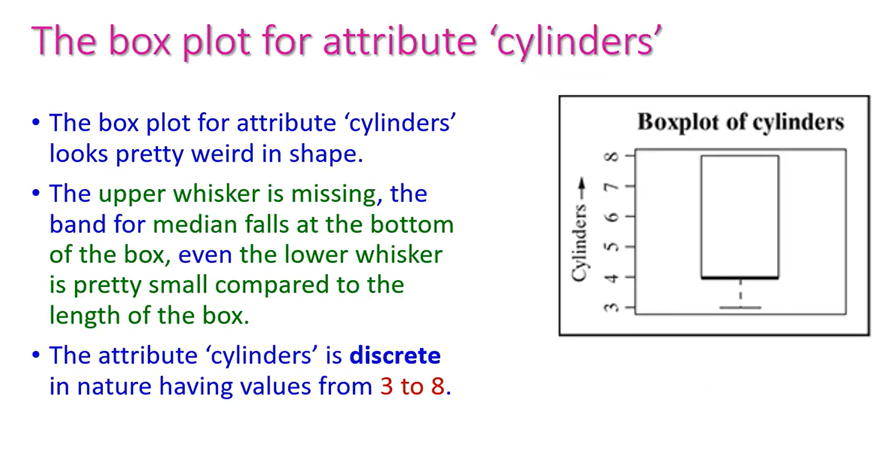 The box plot for attribute ‘cylinders’
• The box plot for attribute ‘cylinders’
looks pretty weird in shape.
• The upper whisker is missing, the
band for median falls at the bottom
of the box, even the lower whisker
is pretty small compared to the
length of the box.
• The attribute ‘cylinders’ is discrete
in nature having values from 3 to 8.
Boxplot of cylinders
Cylinders
8
7
6
5
4
3